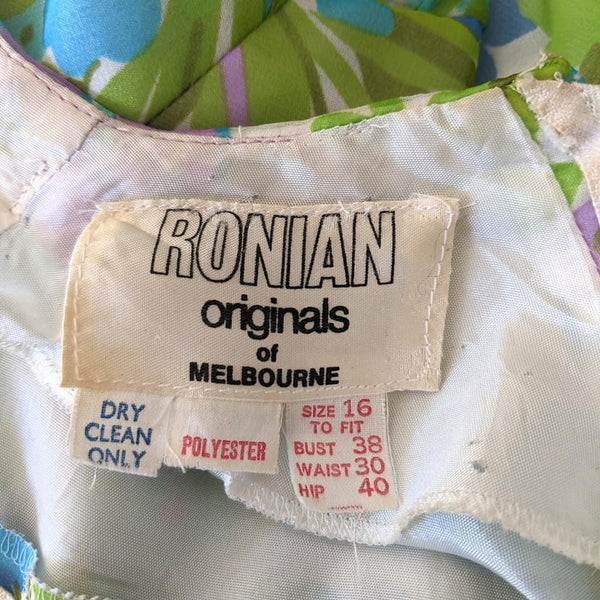 RONIAN
originals
of
MELBOURNE
DRY
CLEAN
ONLY
POLYESTER
SIZE 16
TO FIT
BUST 38
WAIST 30
HIP 40